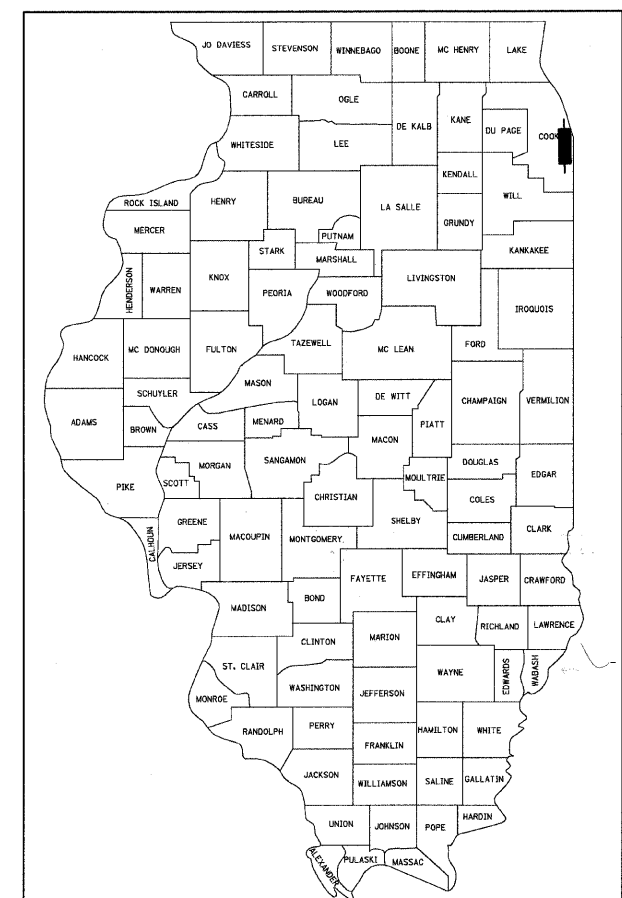 JO DAVIESS
STEVENSON
WINNEBAGO
BOONE
MC HENRY
LAKE
CARROLL
OGLE
DE KALB
KANE
DU PAGE
COOK
WHITESIDE
LEE
KENDALL
WILL
ROCK ISLAND
HENRY
BUREAU
LA SALLE
GRUNDY
MERCER
PUTNAM
STARK
MARSHALL
KANKAKEE
HENDERSON
WARREN
KNOX
PEORIA
WOODFORD
LIVINGSTON
IROQUOIS
HANCOCK
MC DONOUGH
FULTON
TAZEWELL
MC LEAN
FORD
MASON
SCHUYLER
LOGAN
DE WITT
CHAMPAIGN
VERMILION
ADAMS
BROWN
CASS
MENARD
PIATT
MACON
MORGAN
SANGAMON
DOUGLAS
EDGAR
PIKE
SCOTT
CHRISTIAN
MOULTRIE
COLES
GREENE
MACOUPIN
MONTGOMERY
SHELBY
CUMBERLAND
CLARK
CALHOUN
JERSEY
FAYETTE
EFFINGHAM
JASPER
CRAWFORD
MADISON
BOND
CLAY
RICHLAND
LAWRENCE
CLINTON
MARION
ST. CLAIR
WAYNE
EDWARDS
WABASH
WASHINGTON
JEFFERSON
MONROE
RANDOLPH
PERRY
HAMILTON
WHITE
FRANKLIN
JACKSON
WILLIAMSON
SALINE
GALLATIN
UNION
JOHNSON
POPE
HARDIN
ALEXANDER
PULASKI
MASSAC